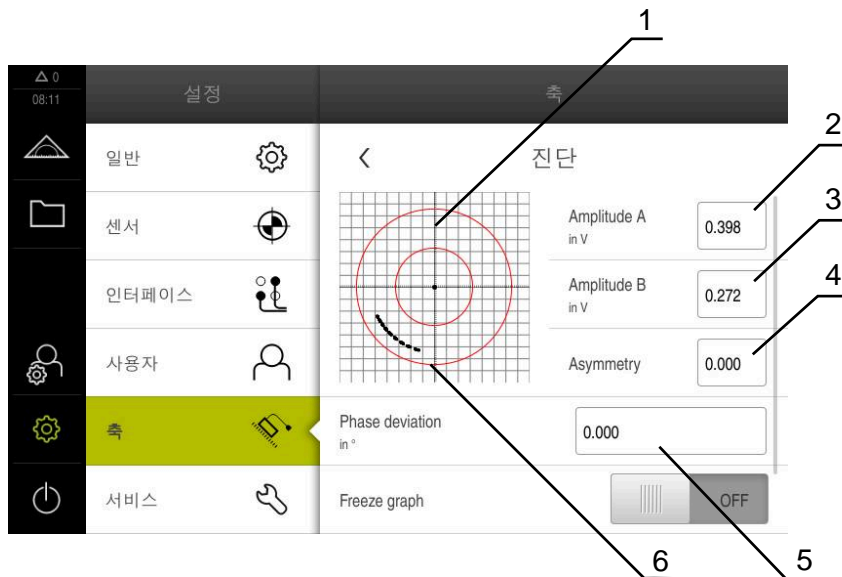 1
0
08:11
설정
축
일반
진단
2
Amplitude A
in V
0.398
센서
3
인터페이스
Amplitude B
in V
0.272
4
사용자
Asymmetry
0.000
축
Phase deviation
in °
0.000
서비스
Freeze graph
OFF
6
5